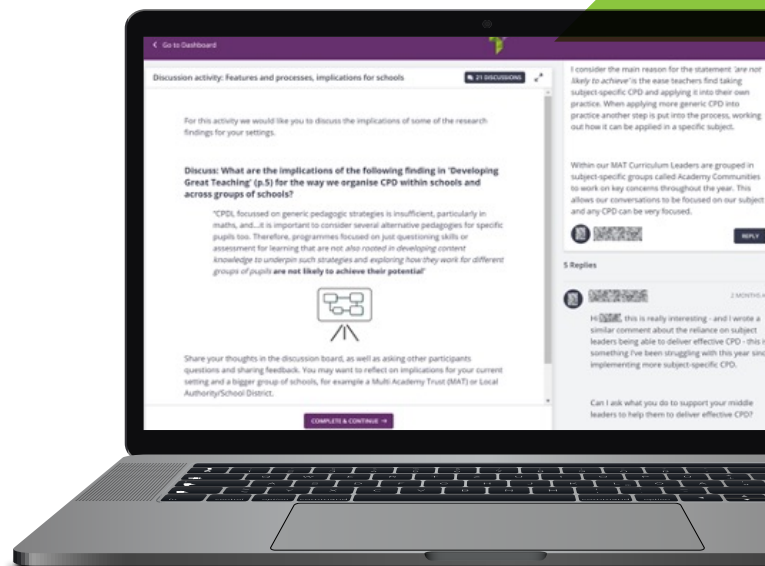 Go to Dashboard
Discussion activity: Features and processes, implications for schools
21 DISCUSSIONS
For this activity we would like you to discuss the implications of some of the research
findings for your settings.
Discuss: What are the implications of the following finding in 'Developing
Great Teaching' (p.5) for the way we organise CPD within schools and
across groups of schools?
"CPDL focussed on generic pedagogic strategies is insufficient, particularly in
maths, and...it is important to consider several alternative pedagogies for specific
pupils too. Therefore, programmes focused on just questioning skills or
assessment for learning that are not also rooted in developing content
knowledge to underpin such strategies and exploring how they work for different
groups of pupils are not likely to achieve their potential'
Share your thoughts in the discussion board, as well as asking other participants
questions and sharing feedback. You may want to reflect on implications for your current
setting and a bigger group of schools, for example a Multi Academy Trust (MAT) or Local
Authority/School District.
COMPLETE & CONTINUE →
I consider the main reason for the statement 'are not
likely to achieve' is the ease teachers find taking
subject-specific CPD and applying it into their own
practice. When applying more generic CPD into
practice another step is put into the process, working
out how it can be applied in a specific subject.
Within our MAT Curriculum Leaders are grouped in
subject-specific groups called Academy Communities
to work on key concerns throughout the year. This
allows our conversations to be focused on our subject
and any CPD can be very focused.
REPLY
5 Replies
2 MONTHS
Hi, this is really interesting - and I wrote a
similar comment about the reliance on subject
leaders being able to deliver effective CPD - this is
something I've been struggling with this year
implementing more subject-specific CPD.
Can I ask what you do to support your middle
leaders to help them to deliver effective CPD?